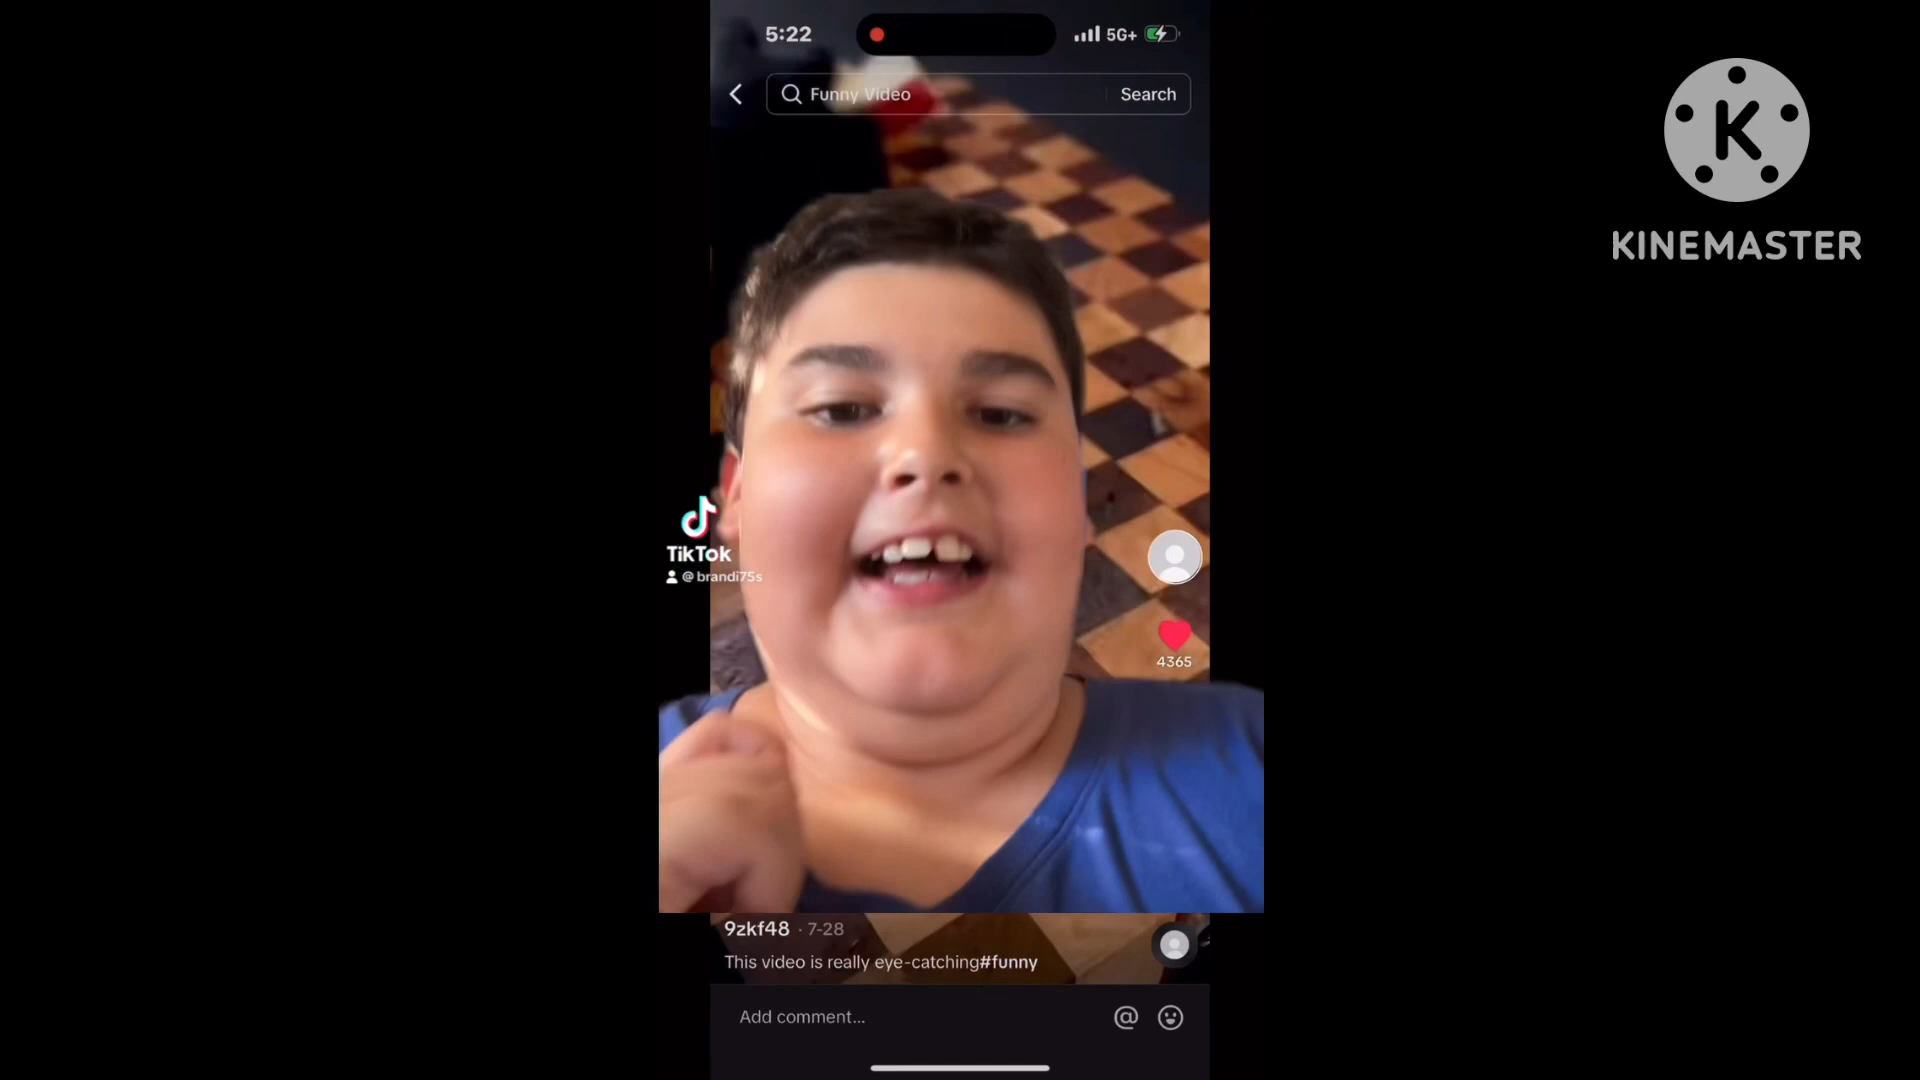 5:22
5G+
Funny Video
Search
K
KINEMASTER
TikTok
@brandi75s
4365
9zkf48 · 7-28
This video is really eye-catching#funny
Add comment...
@